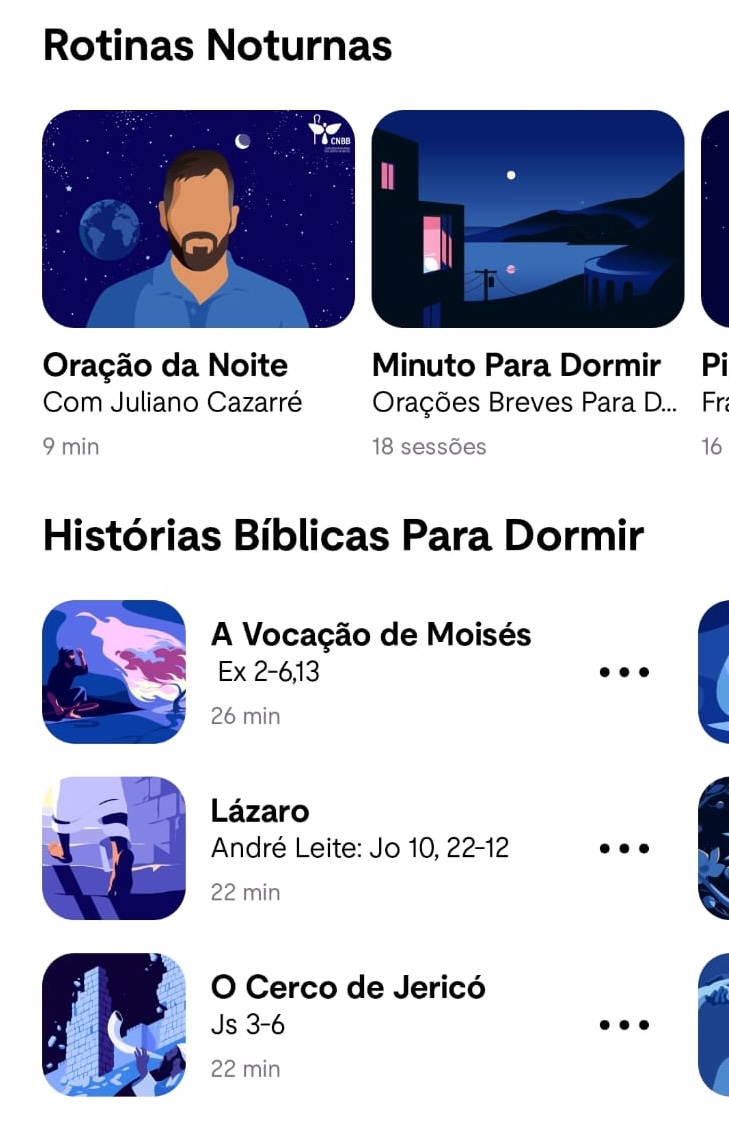 Rotinas Noturnas
CNBB
Oração da Noite
Com Juliano Cazarré
9 min
Minuto Para Dormir
Orações Breves Para D...
18 sessões
Pi
Fra
16
Histórias Bíblicas Para Dormir
A Vocação de Moisés
Ex 2-6,13
26 min
Lázaro
André Leite: Jo 10, 22-12
22 min
O Cerco de Jericó
Js 3-6
22 min